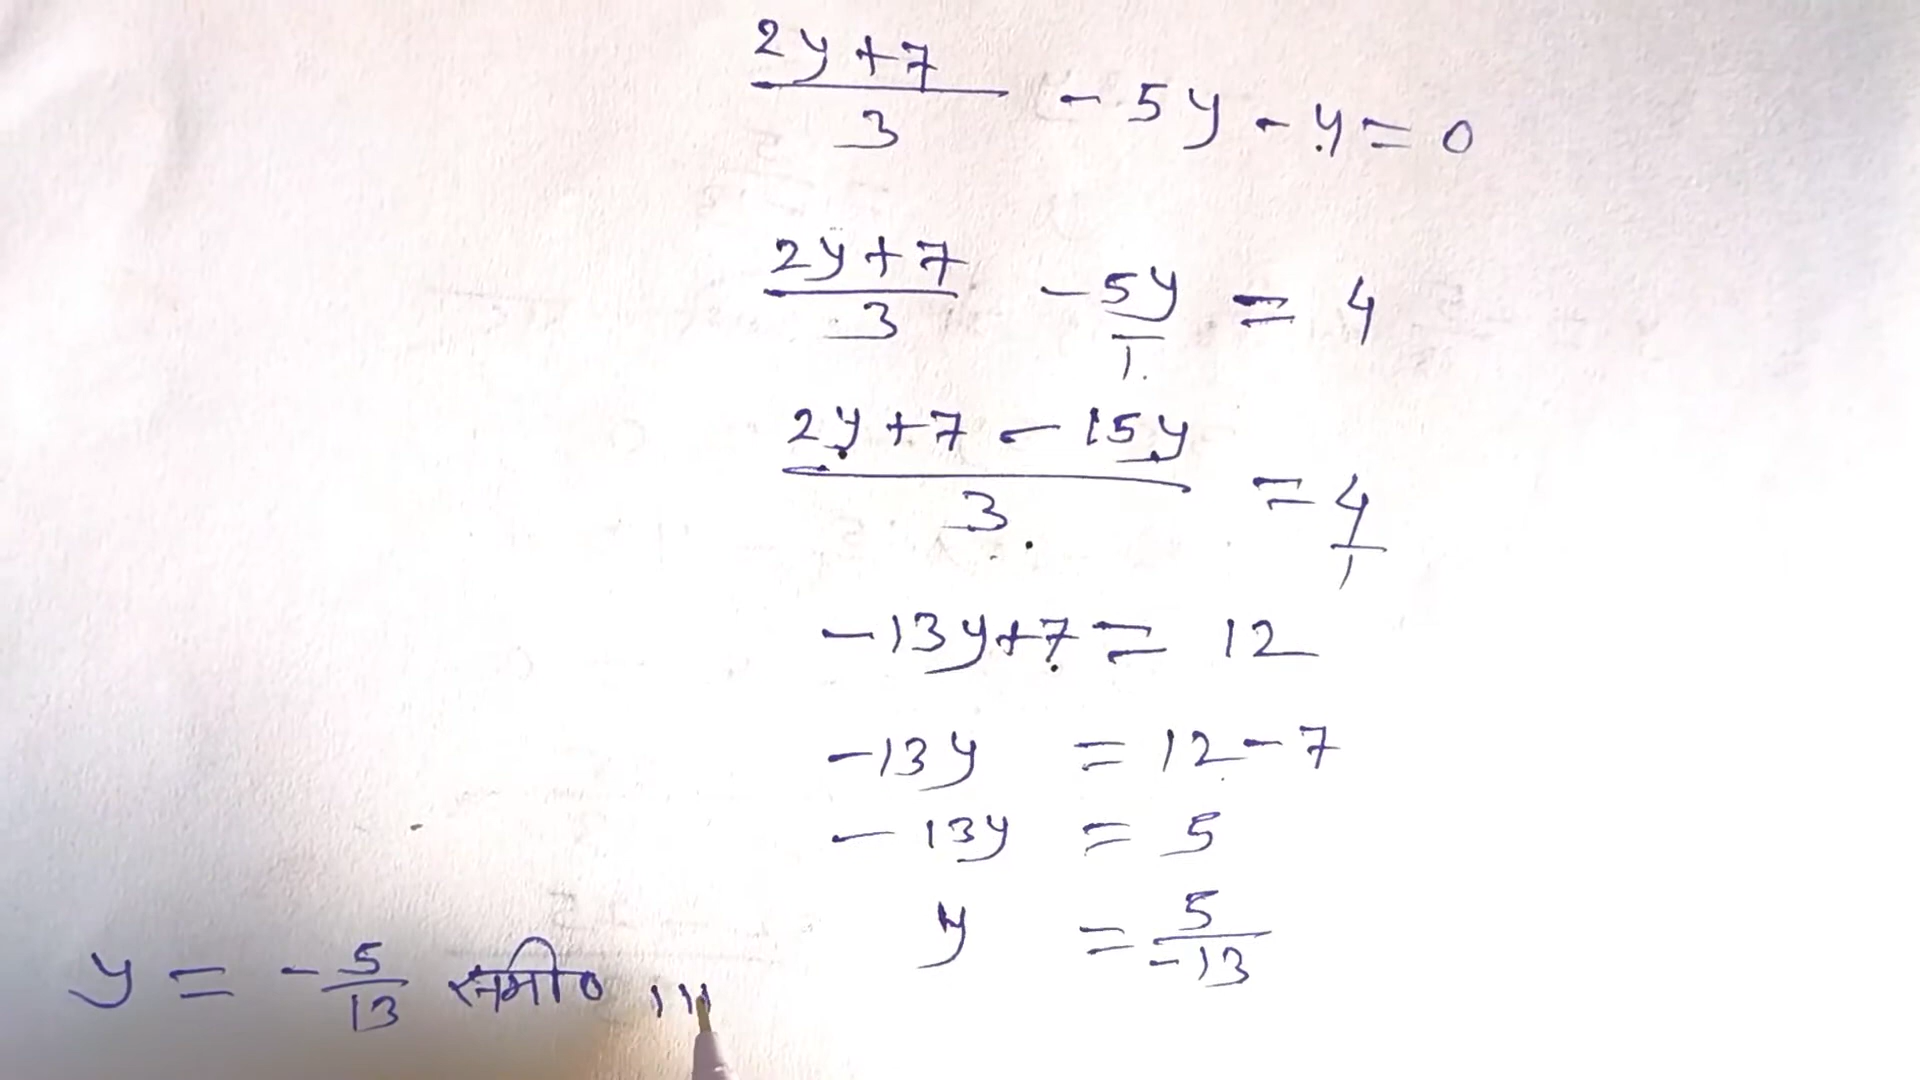 2y+7/3 - 5y - 4 = 0
2y+7/3 - 5y/1 = 4
2y+7-15y/3 = 4/1
-13y+7 = 12
-13y = 12-7
-13y = 5
y = 5/-13
y = -5/13 समी० III